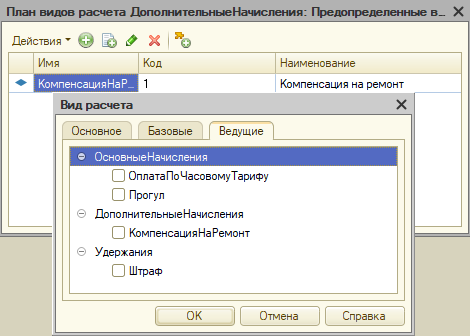 План видов расчета ДополнительныеНачисления: Предопределенные в...
Действия
Имя Код Наименование
КомпенсацияНаР... 1 Компенсация на ремонт
Вид расчета
Основное Базовые Ведущие
ОсновныеНачисления
ОплатаПоЧасовомуТарифу
Прогул
ДополнительныеНачисления
КомпенсацияНаРемонт
Удержания
Штраф
OK Отмена Справка